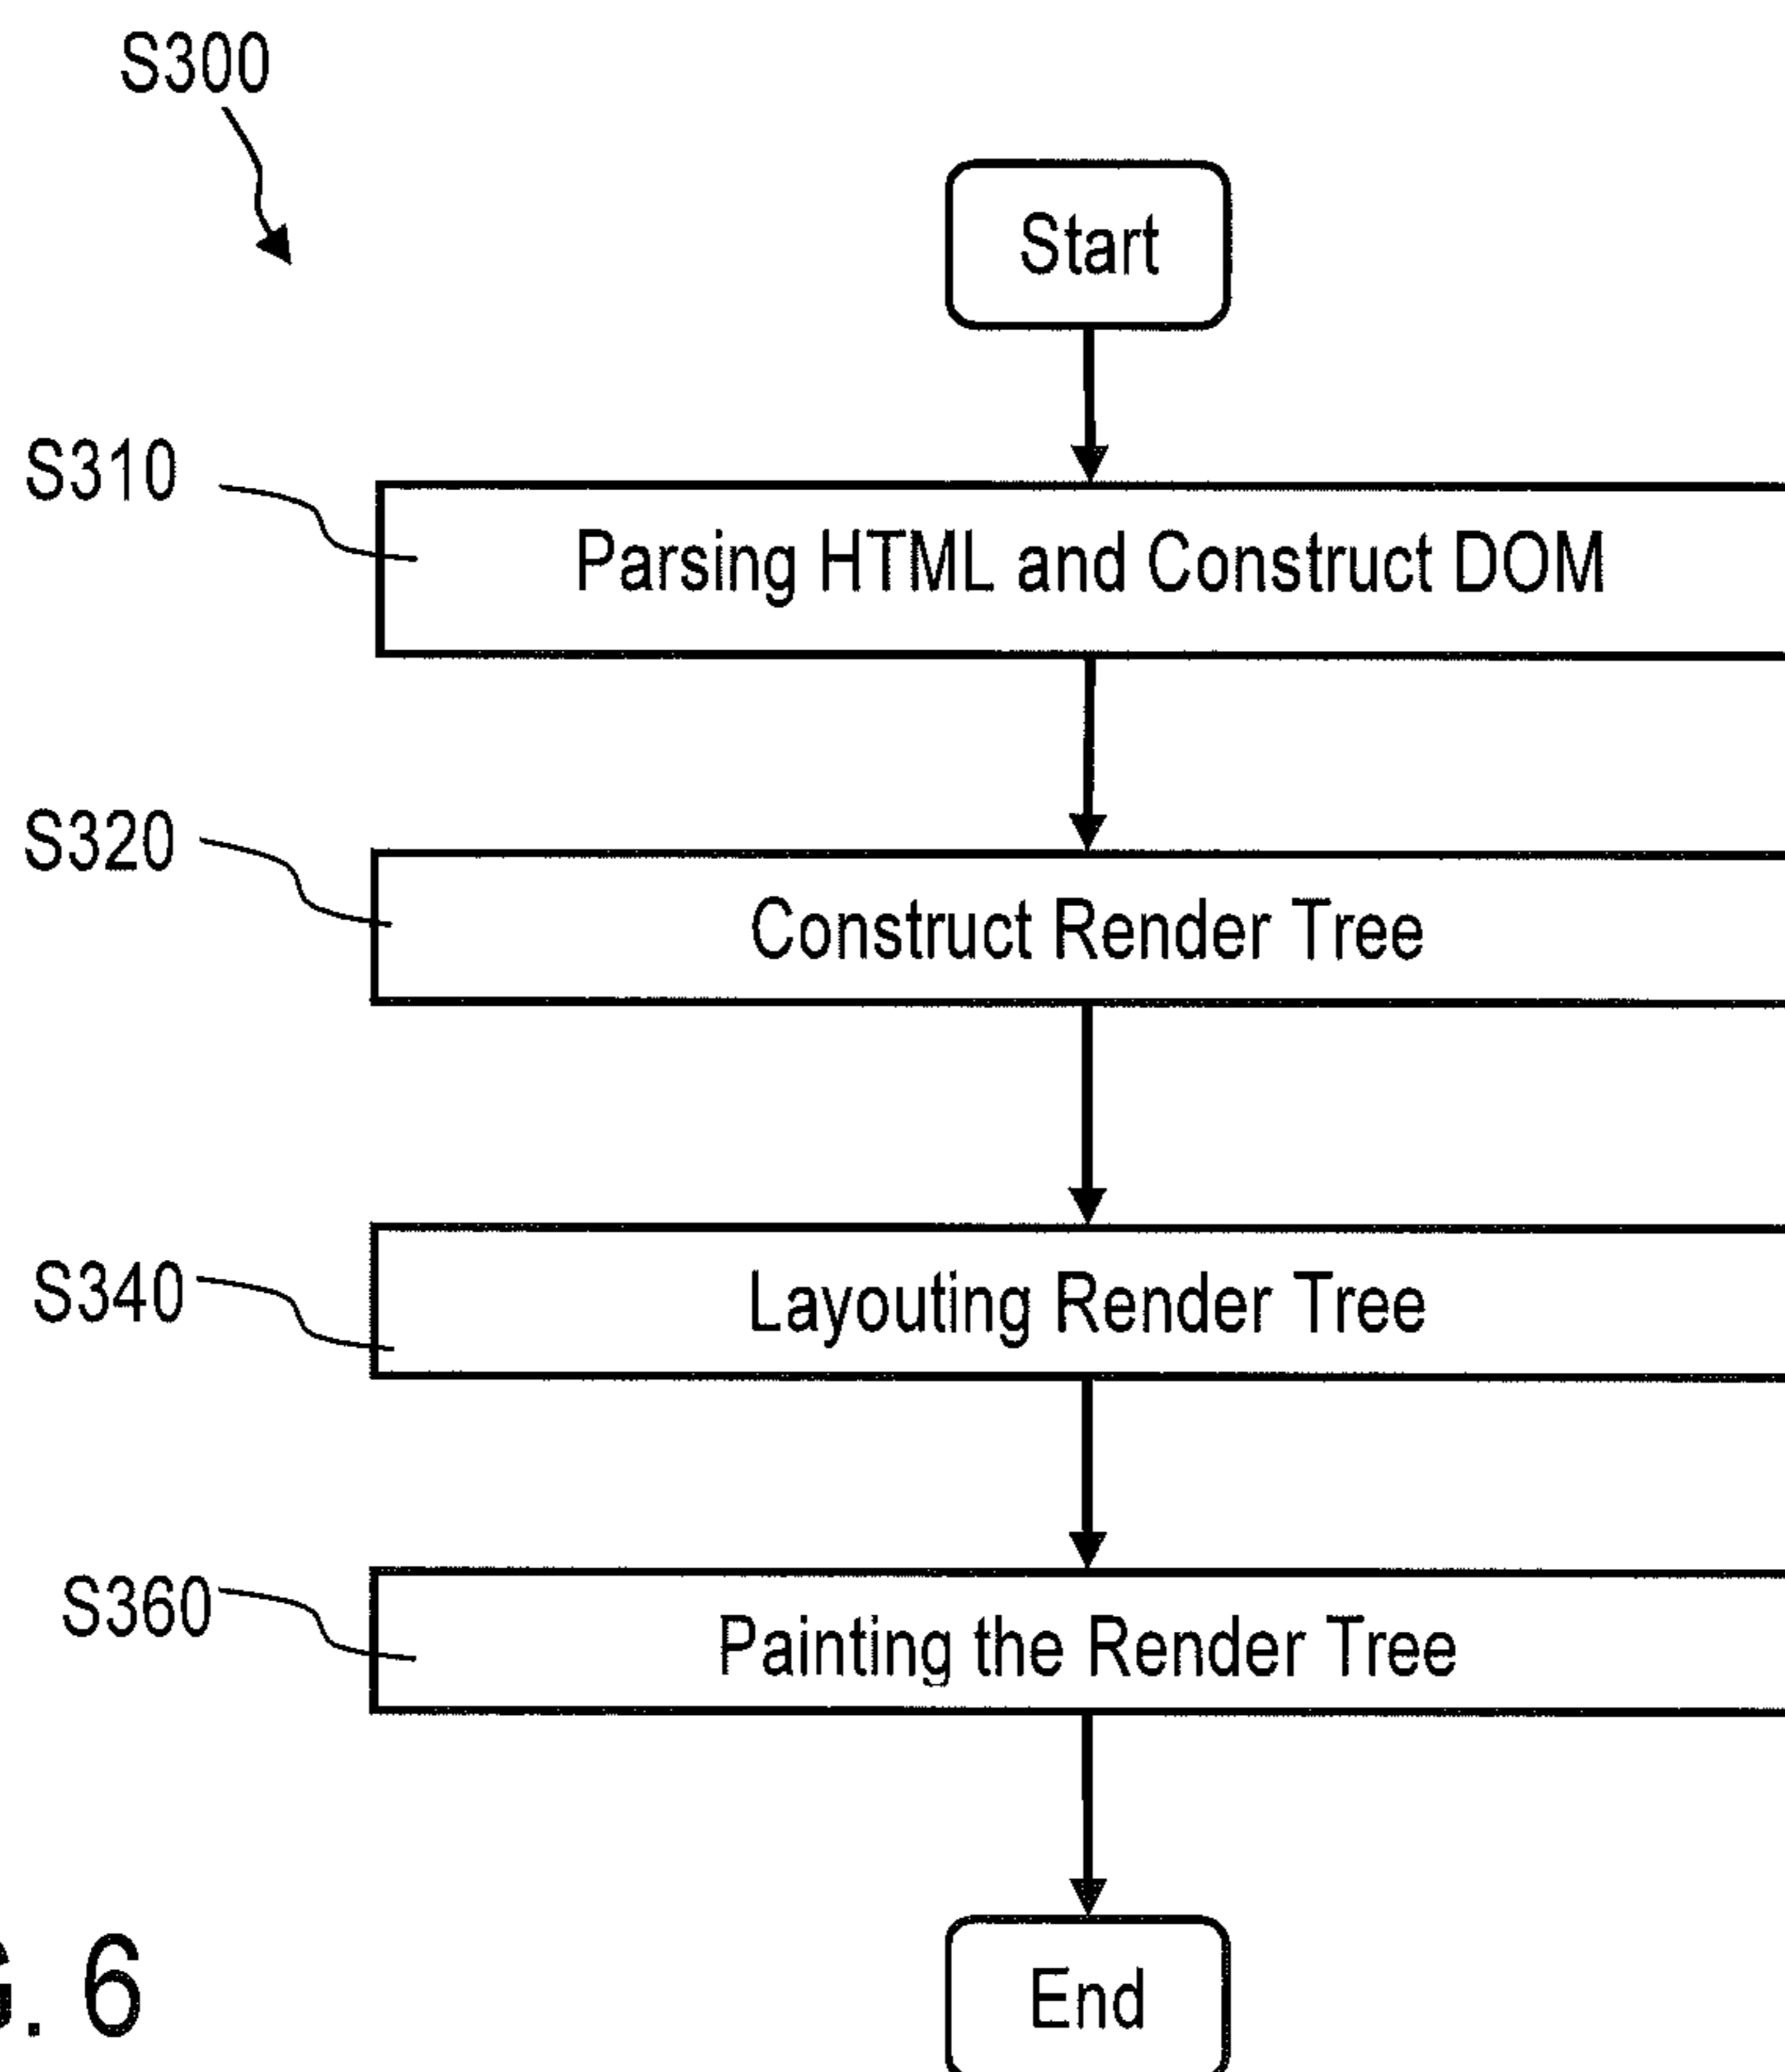 S300
Start
S310
Parsing HTML and Construct DOM
S320
Construct Render Tree
S340
Layouting Render Tree
S360
Painting the Render Tree
End
G. 6